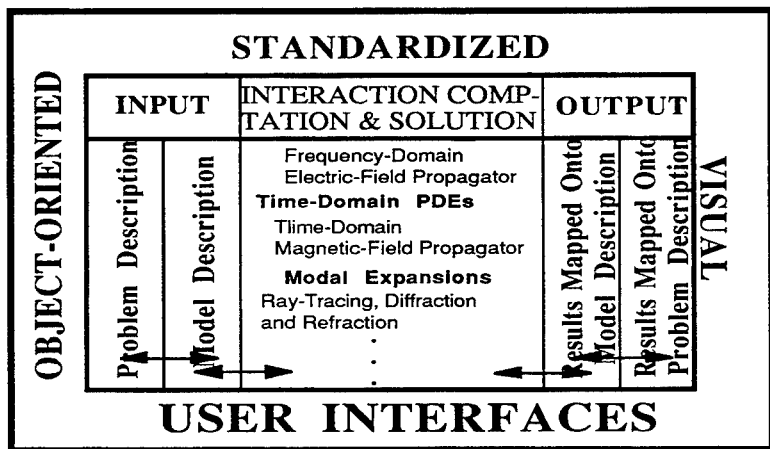 STANDARDIZED
OBJECT-ORIENTED
INPUT
INTERACTION COMP-
TATION & SOLUTION
OUTPUT
Problem Description
Model Description
Frequency-Domain
Electric-Field Propagator
Time-Domain PDEs
Tlime-Domain
Magnetic-Field Propagator
Modal Expansions
Ray-Tracing, Diffraction
and Refraction
.
.
.
Results Mapped Onto
Model Description
Results Mapped Onto
Problem Description
VISUAL
USER INTERFACES